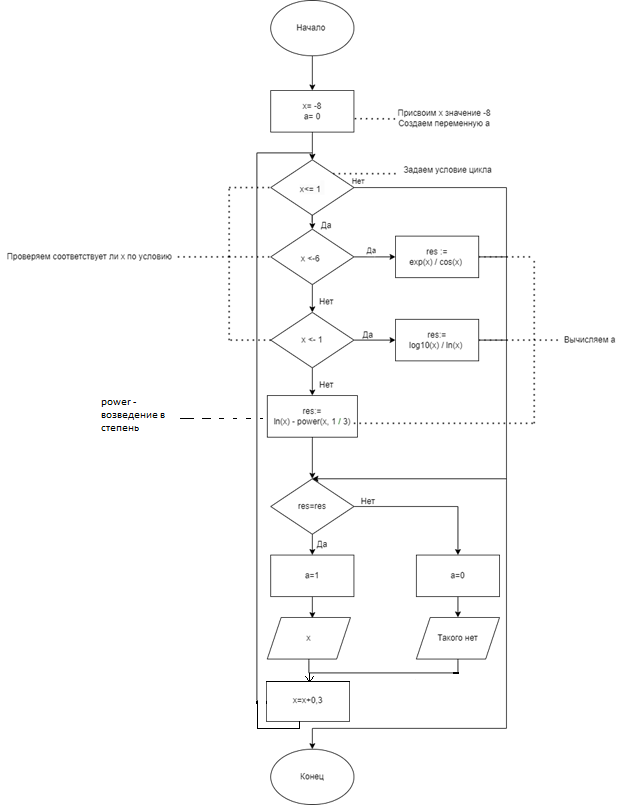 Начало
x= -8
a= 0
Присвоим x значение -8
Создаем переменную a
Задаем условие цикла
x<= 1
Нет
Да
Проверяем соответствует ли x по условию
x <-6
Да
res :=
exp(x) / cos(x)
Нет
x <- 1
Да
res:=
log10(x) / ln(x)
Вычисляем a
Нет
power -
возведение в
степень
res:=
ln(x) - power(x, 1 / 3)
res=res
Нет
Да
a=1
a=0
x
Такого нет
x=x+0,3
Конец